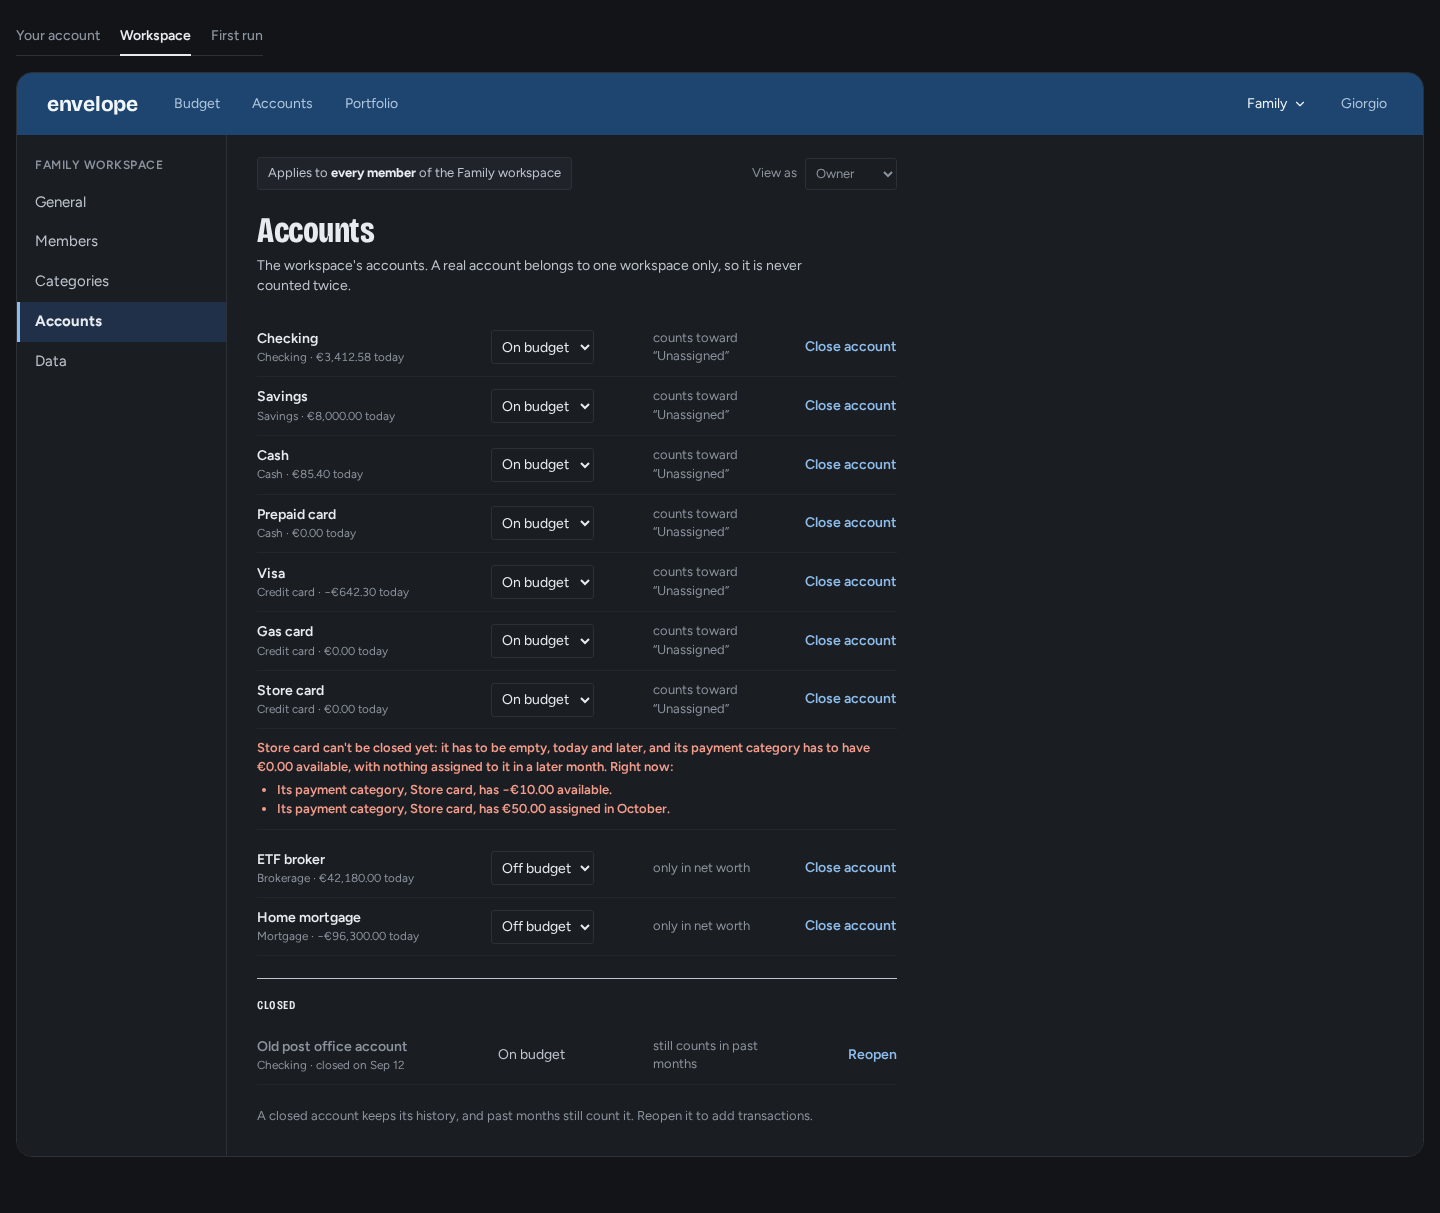 Your account
Workspace
First run
envelope
Budget
Accounts
Portfolio
Family
Giorgio
FAMILY WORKSPACE
General
Members
Categories
Accounts
Data
Applies to every member of the Family workspace
View as
Owner
Accounts
The workspace's accounts. A real account belongs to one workspace only, so it is never
counted twice.
Checking
Checking · €3,412.58 today
On budget
counts toward
“Unassigned”
Close account
Savings
Savings · €8,000.00 today
On budget
counts toward
“Unassigned”
Close account
Cash
Cash · €85.40 today
On budget
counts toward
“Unassigned”
Close account
Prepaid card
Cash · €0.00 today
On budget
counts toward
“Unassigned”
Close account
Visa
Credit card · −€642.30 today
On budget
counts toward
“Unassigned”
Close account
Gas card
Credit card · €0.00 today
On budget
counts toward
“Unassigned”
Close account
Store card
Credit card · €0.00 today
On budget
counts toward
“Unassigned”
Close account
Store card can't be closed yet: it has to be empty, today and later, and its payment category has to have
€0.00 available, with nothing assigned to it in a later month. Right now:
• Its payment category, Store card, has −€10.00 available.
• Its payment category, Store card, has €50.00 assigned in October.
ETF broker
Brokerage · €42,180.00 today
Off budget
only in net worth
Close account
Home mortgage
Mortgage · −€96,300.00 today
Off budget
only in net worth
Close account
CLOSED
Old post office account
Checking · closed on Sep 12
On budget
still counts in past
months
Reopen
A closed account keeps its history, and past months still count it. Reopen it to add transactions.